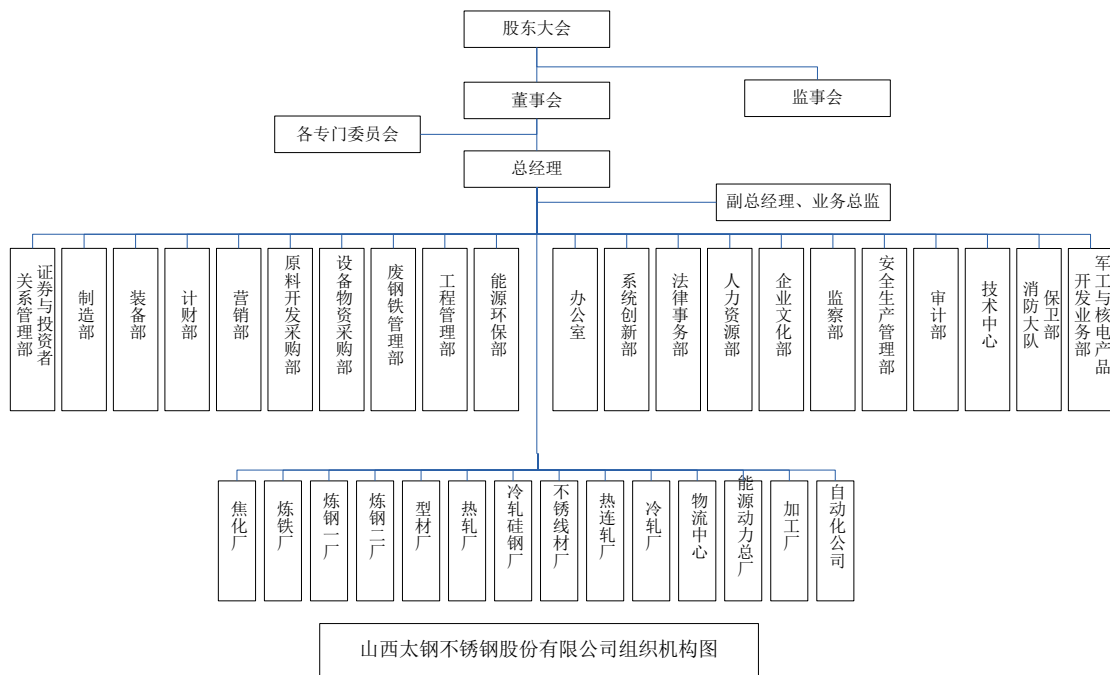 股东大会
董事会
监事会
各专门委员会
总经理
副总经理、业务总监
证券与投资者
关系管理部
制造部
装备部
计财部
营销部
原料开发采购部
设备物资采购部
废钢铁管理部
工程管理部
能源环保部
办公室
系统创新部
法律事务部
人力资源部
企业文化部
监察部
安全生产管理部
审计部
技术中心
保卫部
消防大队
军工与核电产品
开发业务部
焦化厂
炼铁厂
炼钢一厂
炼钢二厂
型材厂
热轧厂
冷轧硅钢厂
不锈线材厂
热连轧厂
冷轧厂
物流中心
能源动力总厂
加工厂
自动化公司
山西太钢不锈钢股份有限公司组织机构图